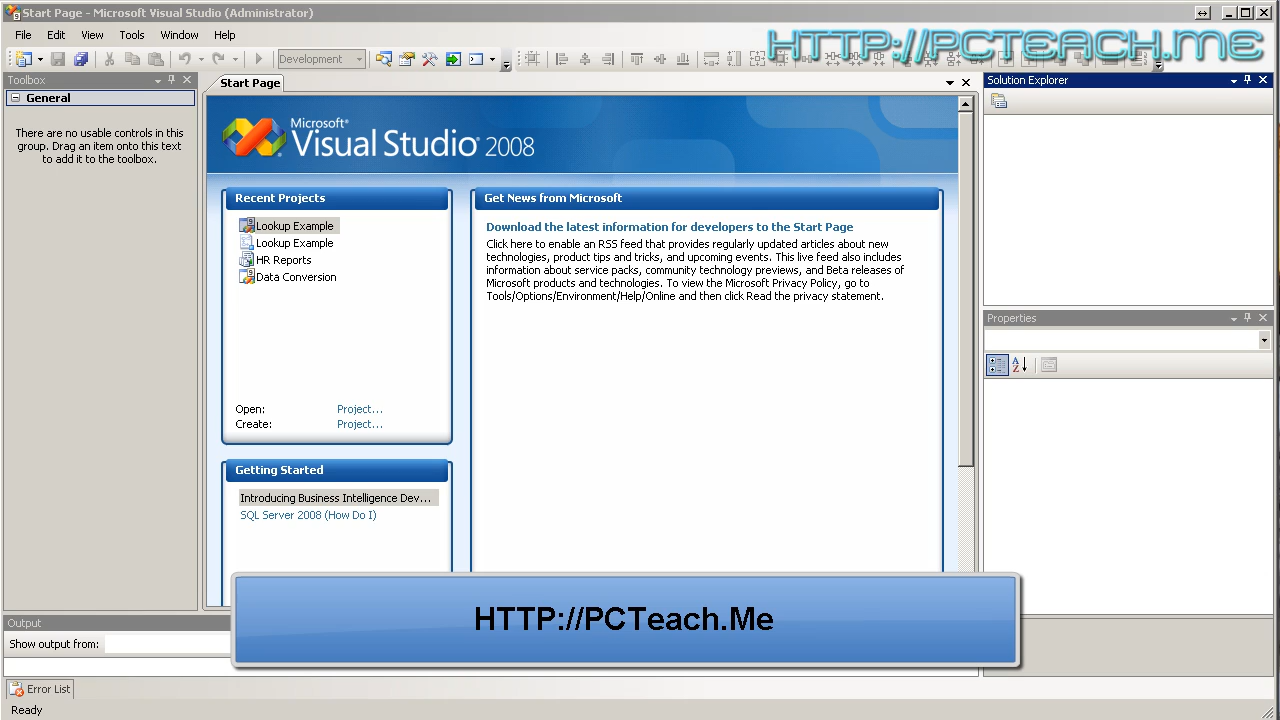 Start Page - Microsoft Visual Studio (Administrator)
File Edit View Tools Window Help
HTTP://PCTEACH.ME
Development
Toolbox
General
There are no usable controls in this
group. Drag an item onto this text
to add it to the toolbox.
Start Page
Microsoft®
Visual Studio® 2008
Recent Projects
Lookup Example
Lookup Example
HR Reports
Data Conversion
Open: Project...
Create: Project...
Getting Started
Introducing Business Intelligence Dev...
SQL Server 2008 (How Do I)
Get News from Microsoft
Download the latest information for developers to the Start Page
Click here to enable an RSS feed that provides regularly updated articles about new
technologies, product tips and tricks, and upcoming events. This live feed also includes
information about service packs, community technology previews, and Beta releases of
Microsoft products and technologies. To view the Microsoft Privacy Policy, go to
Tools/Options/Environment/Help/Online and then click Read the privacy statement.
Solution Explorer
Properties
HTTP://PCTeach.Me
Output
Show output from:
Error List
Ready